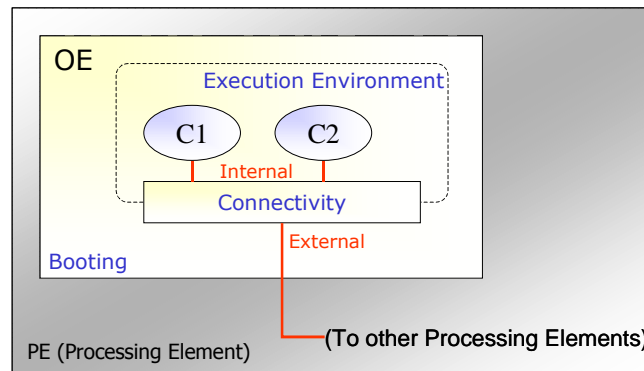 OE
Execution Environment
C1
C2
Internal
Connectivity
External
Booting
(To other Processing Elements)
PE (Processing Element)